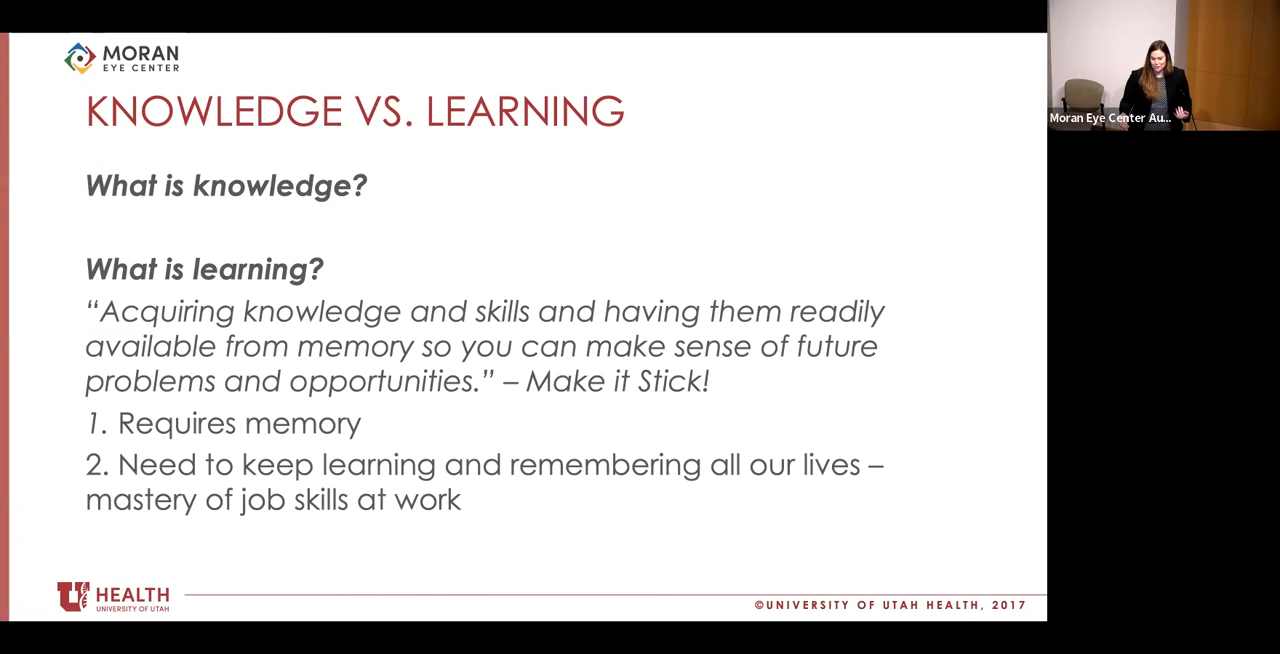 MORAN
EYE CENTER
KNOWLEDGE VS. LEARNING
What is knowledge?
What is learning?
“Acquiring knowledge and skills and having them readily
available from memory so you can make sense of future
problems and opportunities.” – Make it Stick!
1. Requires memory
2. Need to keep learning and remembering all our lives –
mastery of job skills at work
U HEALTH
UNIVERSITY OF UTAH
©UNIVERSITY OF UTAH HEALTH, 2017
Moran Eye Center Au...